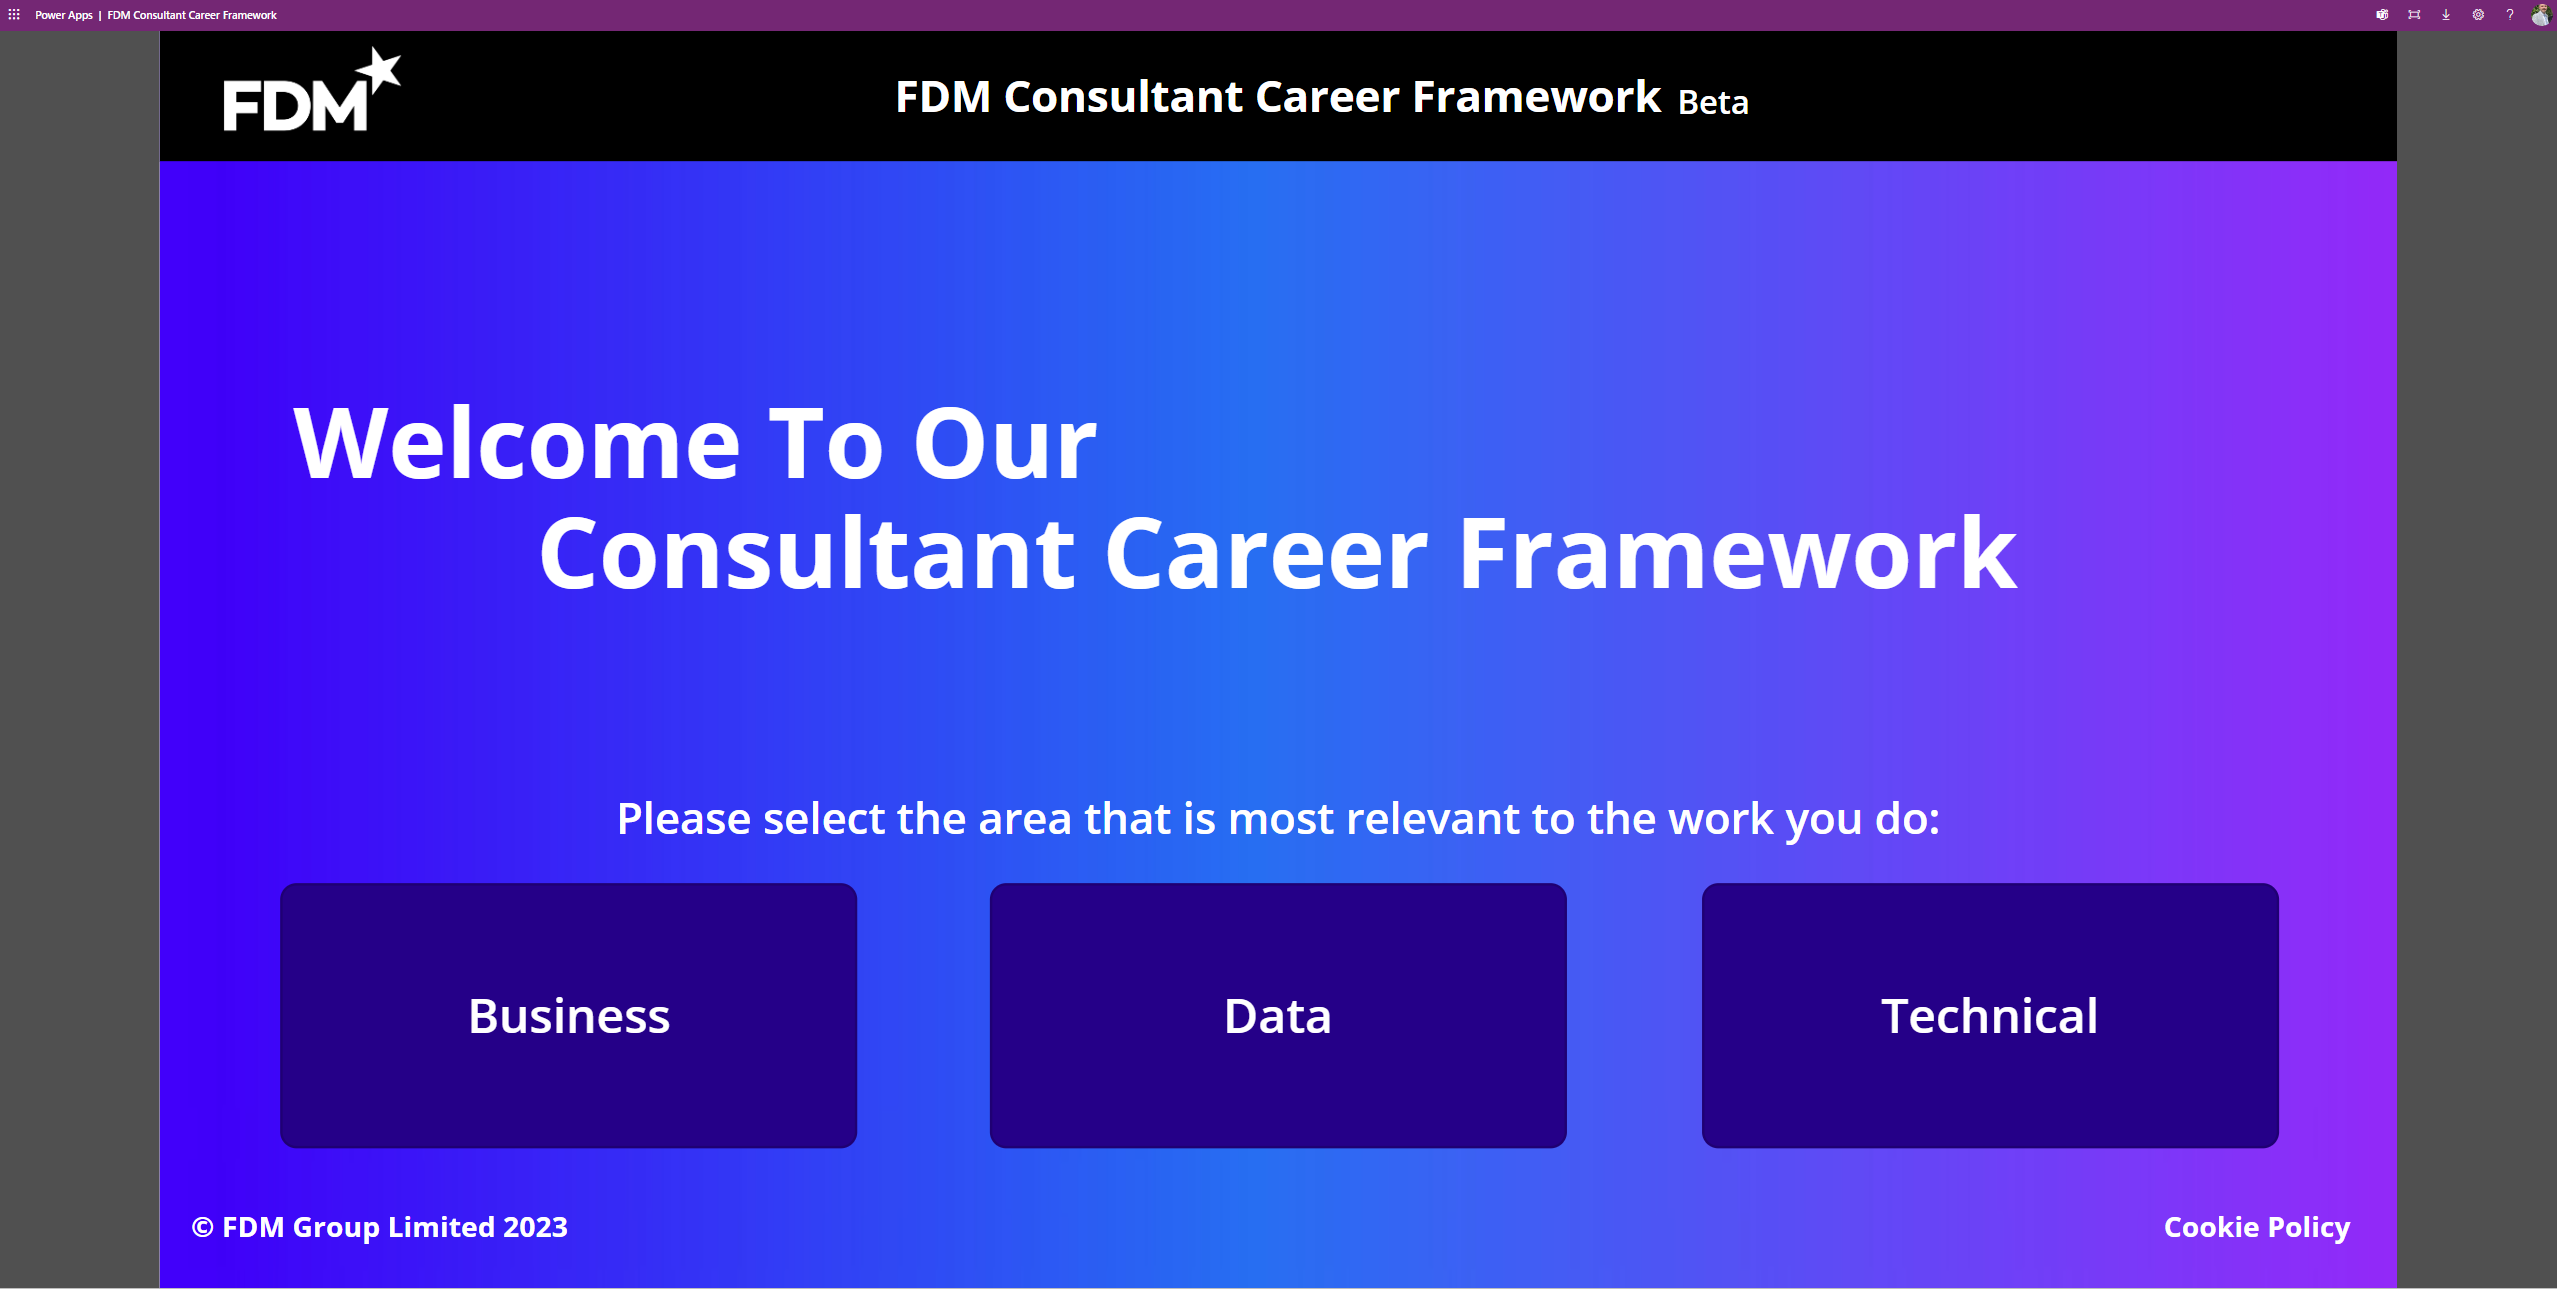 Power Apps | FDM Consultant Career Framework
FDM
FDM Consultant Career Framework Beta
Welcome To Our
Consultant Career Framework
Please select the area that is most relevant to the work you do:
Business
Data
Technical
© FDM Group Limited 2023
Cookie Policy